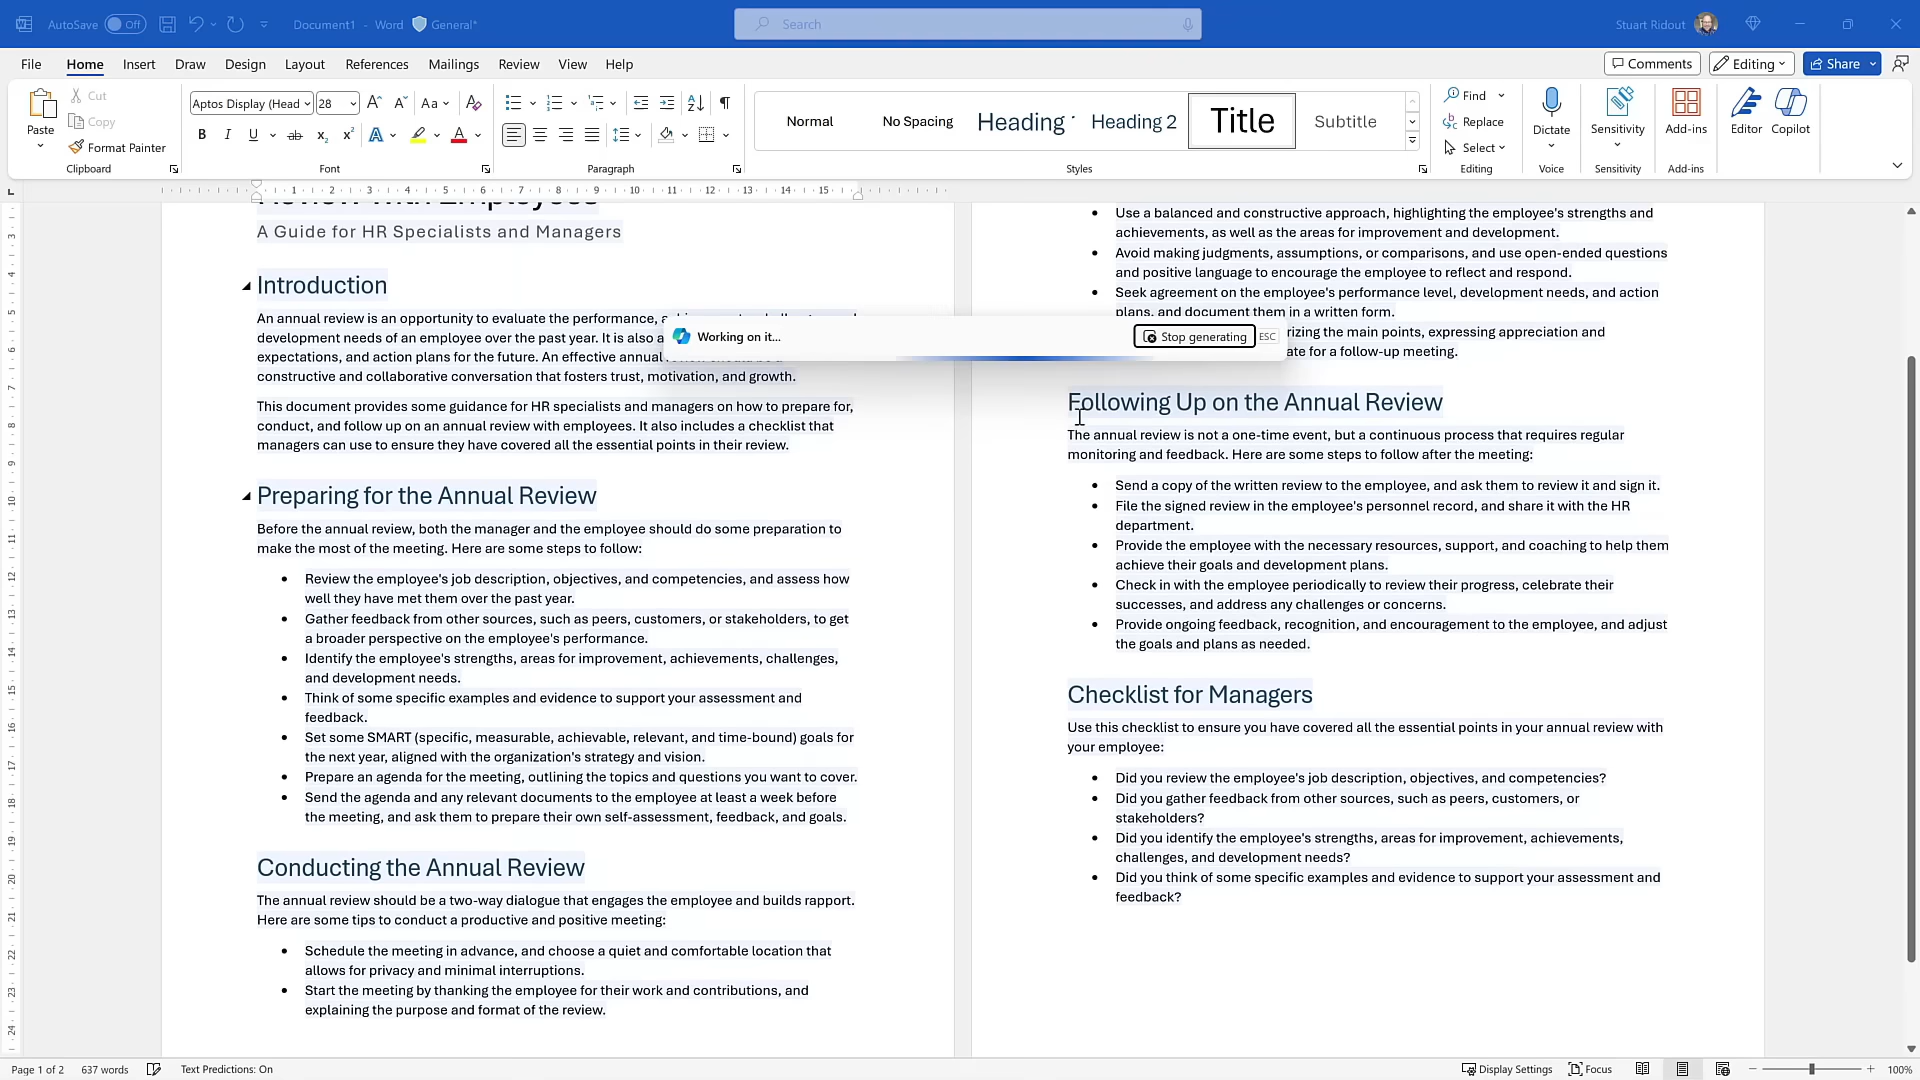 AutoSave Off Document1 - Word General* Search Stuart Ridout
File Home Insert Draw Design Layout References Mailings Review View Help Comments Editing Share
Paste Cut Copy Format Painter
Aptos Display (Head 28 Aa
Normal No Spacing Heading Heading 2 Title Subtitle
Find Replace Select
Dictate Sensitivity Add-ins Editor Copilot
Clipboard Font Paragraph Styles Editing Voice Sensitivity Add-ins
1 2 3 4 5 6 7 8 9 10 11 12 13 14 15
A Guide for HR Specialists and Managers
Introduction
An annual review is an opportunity to evaluate the performance,
development needs of an employee over the past year. It is also a
expectations, and action plans for the future. An effective annual
constructive and collaborative conversation that fosters trust, motivation, and growth.
This document provides some guidance for HR specialists and managers on how to prepare for,
conduct, and follow up on an annual review with employees. It also includes a checklist that
managers can use to ensure they have covered all the essential points in their review.
Preparing for the Annual Review
Before the annual review, both the manager and the employee should do some preparation to
make the most of the meeting. Here are some steps to follow:
• Review the employee's job description, objectives, and competencies, and assess how
well they have met them over the past year.
• Gather feedback from other sources, such as peers, customers, or stakeholders, to get
a broader perspective on the employee's performance.
• Identify the employee's strengths, areas for improvement, achievements, challenges,
and development needs.
• Think of some specific examples and evidence to support your assessment and
feedback.
• Set some SMART (specific, measurable, achievable, relevant, and time-bound) goals for
the next year, aligned with the organization's strategy and vision.
• Prepare an agenda for the meeting, outlining the topics and questions you want to cover.
• Send the agenda and any relevant documents to the employee at least a week before
the meeting, and ask them to prepare their own self-assessment, feedback, and goals.
Conducting the Annual Review
The annual review should be a two-way dialogue that engages the employee and builds rapport.
Here are some tips to conduct a productive and positive meeting:
• Schedule the meeting in advance, and choose a quiet and comfortable location that
allows for privacy and minimal interruptions.
• Start the meeting by thanking the employee for their work and contributions, and
explaining the purpose and format of the review.
• Use a balanced and constructive approach, highlighting the employee's strengths and
achievements, as well as the areas for improvement and development.
• Avoid making judgments, assumptions, or comparisons, and use open-ended questions
and positive language to encourage the employee to reflect and respond.
• Seek agreement on the employee's performance level, development needs, and action
plans, and document them in a written form.
the main points, expressing appreciation and
for a follow-up meeting.
Working on it... Stop generating ESC
Following Up on the Annual Review
The annual review is not a one-time event, but a continuous process that requires regular
monitoring and feedback. Here are some steps to follow after the meeting:
• Send a copy of the written review to the employee, and ask them to review it and sign it.
• File the signed review in the employee's personnel record, and share it with the HR
department.
• Provide the employee with the necessary resources, support, and coaching to help them
achieve their goals and development plans.
• Check in with the employee periodically to review their progress, celebrate their
successes, and address any challenges or concerns.
• Provide ongoing feedback, recognition, and encouragement to the employee, and adjust
the goals and plans as needed.
Checklist for Managers
Use this checklist to ensure you have covered all the essential points in your annual review with
your employee:
• Did you review the employee's job description, objectives, and competencies?
• Did you gather feedback from other sources, such as peers, customers, or
stakeholders?
• Did you identify the employee's strengths, areas for improvement, achievements,
challenges, and development needs?
• Did you think of some specific examples and evidence to support your assessment and
feedback?
Page 1 of 2 637 words Text Predictions: On Display Settings Focus 100%